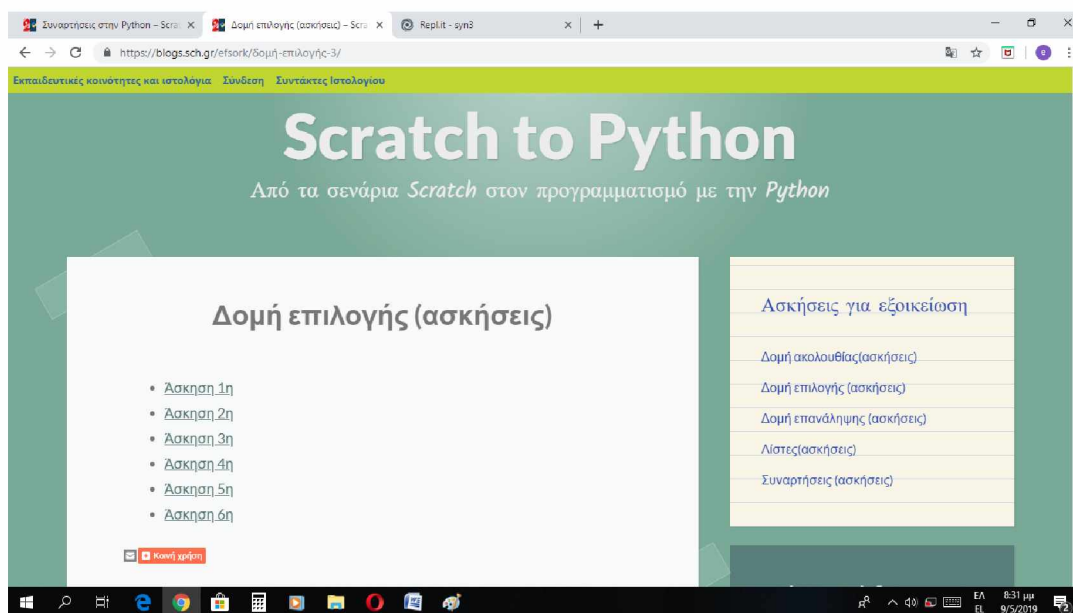 Συναρτήσεις στην Python – Scrat
Δομή επιλογής (ασκήσεις) – Scra
Repl.it - syn3
https://blogs.sch.gr/efsork/δομή-επιλογής-3/
Εκπαιδευτικές κοινότητες και ιστολόγια Σύνδεση Συντάκτες Ιστολογίου
Scratch to Python
Από τα σενάρια Scratch στον προγραμματισμό με την Python
Δομή επιλογής (ασκήσεις)
• Άσκηση 1η
• Άσκηση 2η
• Άσκηση 3η
• Άσκηση 4η
• Άσκηση 5η
• Άσκηση 6η
Κοινή χρήση
Ασκήσεις για εξοικείωση
Δομή ακολουθίας(ασκήσεις)
Δομή επιλογής (ασκήσεις)
Δομή επανάληψης (ασκήσεις)
Λίστες(ασκήσεις)
Συναρτήσεις (ασκήσεις)
ΕΛ
EL
8:31 μμ
9/5/2019